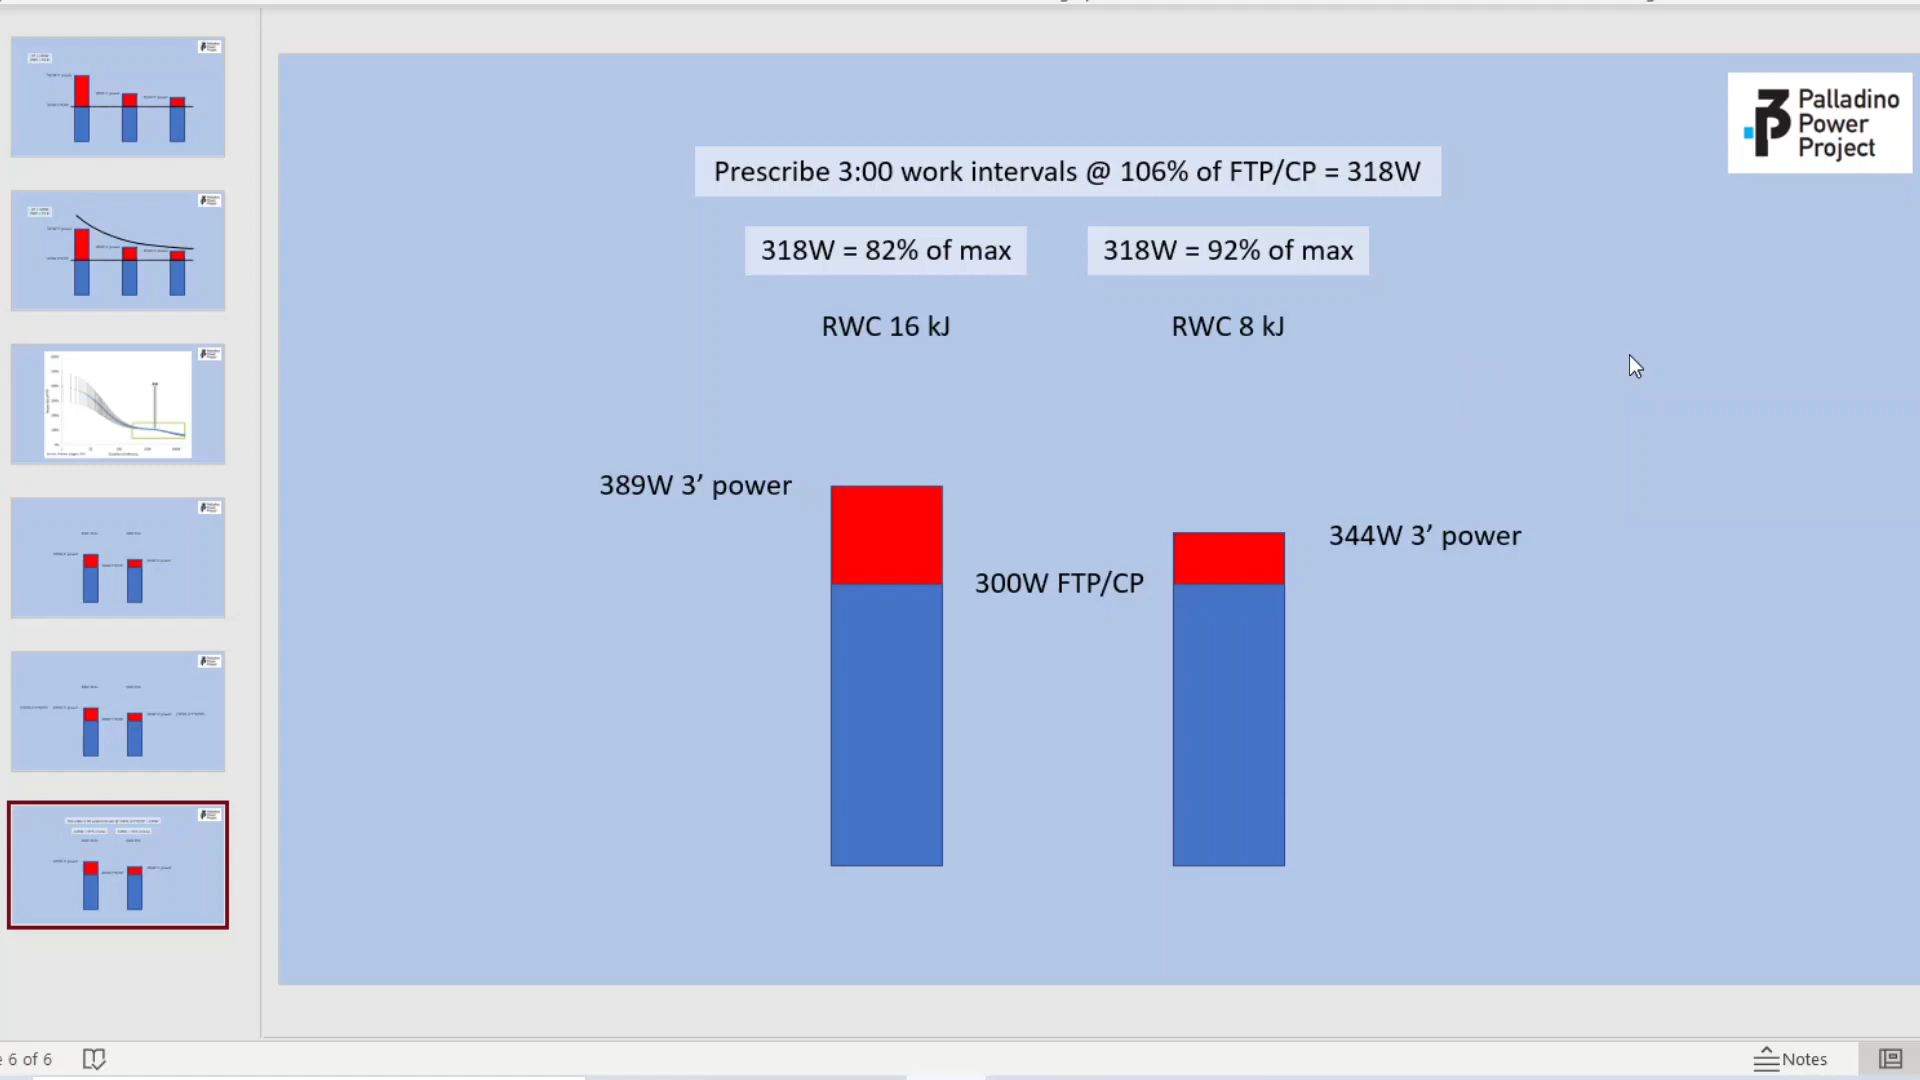 Palladino
Power
Project
Prescribe 3:00 work intervals @ 106% of FTP/CP = 318W
318W = 82% of max
318W = 92% of max
RWC 16 kJ
RWC 8 kJ
389W 3’ power
344W 3’ power
300W FTP/CP
6 of 6
Notes